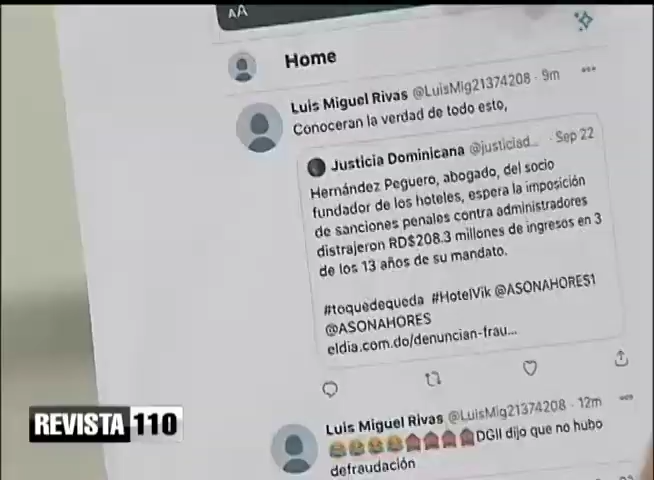 AA
Home
Luis Miguel Rivas @LuisMig21374208 · 9m
Conoceran la verdad de todo esto,
Justicia Dominicana @justiciad... · Sep 22
Hernández Peguero, abogado, del socio
fundador de los hoteles, espera la imposición
de sanciones penales contra administradores
distrajeron RD$208.3 millones de ingresos en 3
de los 13 años de su mandato.
#toquedequeda #HotelVik @ASONAHORES1
@ASONAHORES
eldia.com.do/denuncian-frau...
Luis Miguel Rivas @LuisMig21374208 · 12m
DGII dijo que no hubo
defraudación
REVISTA 110